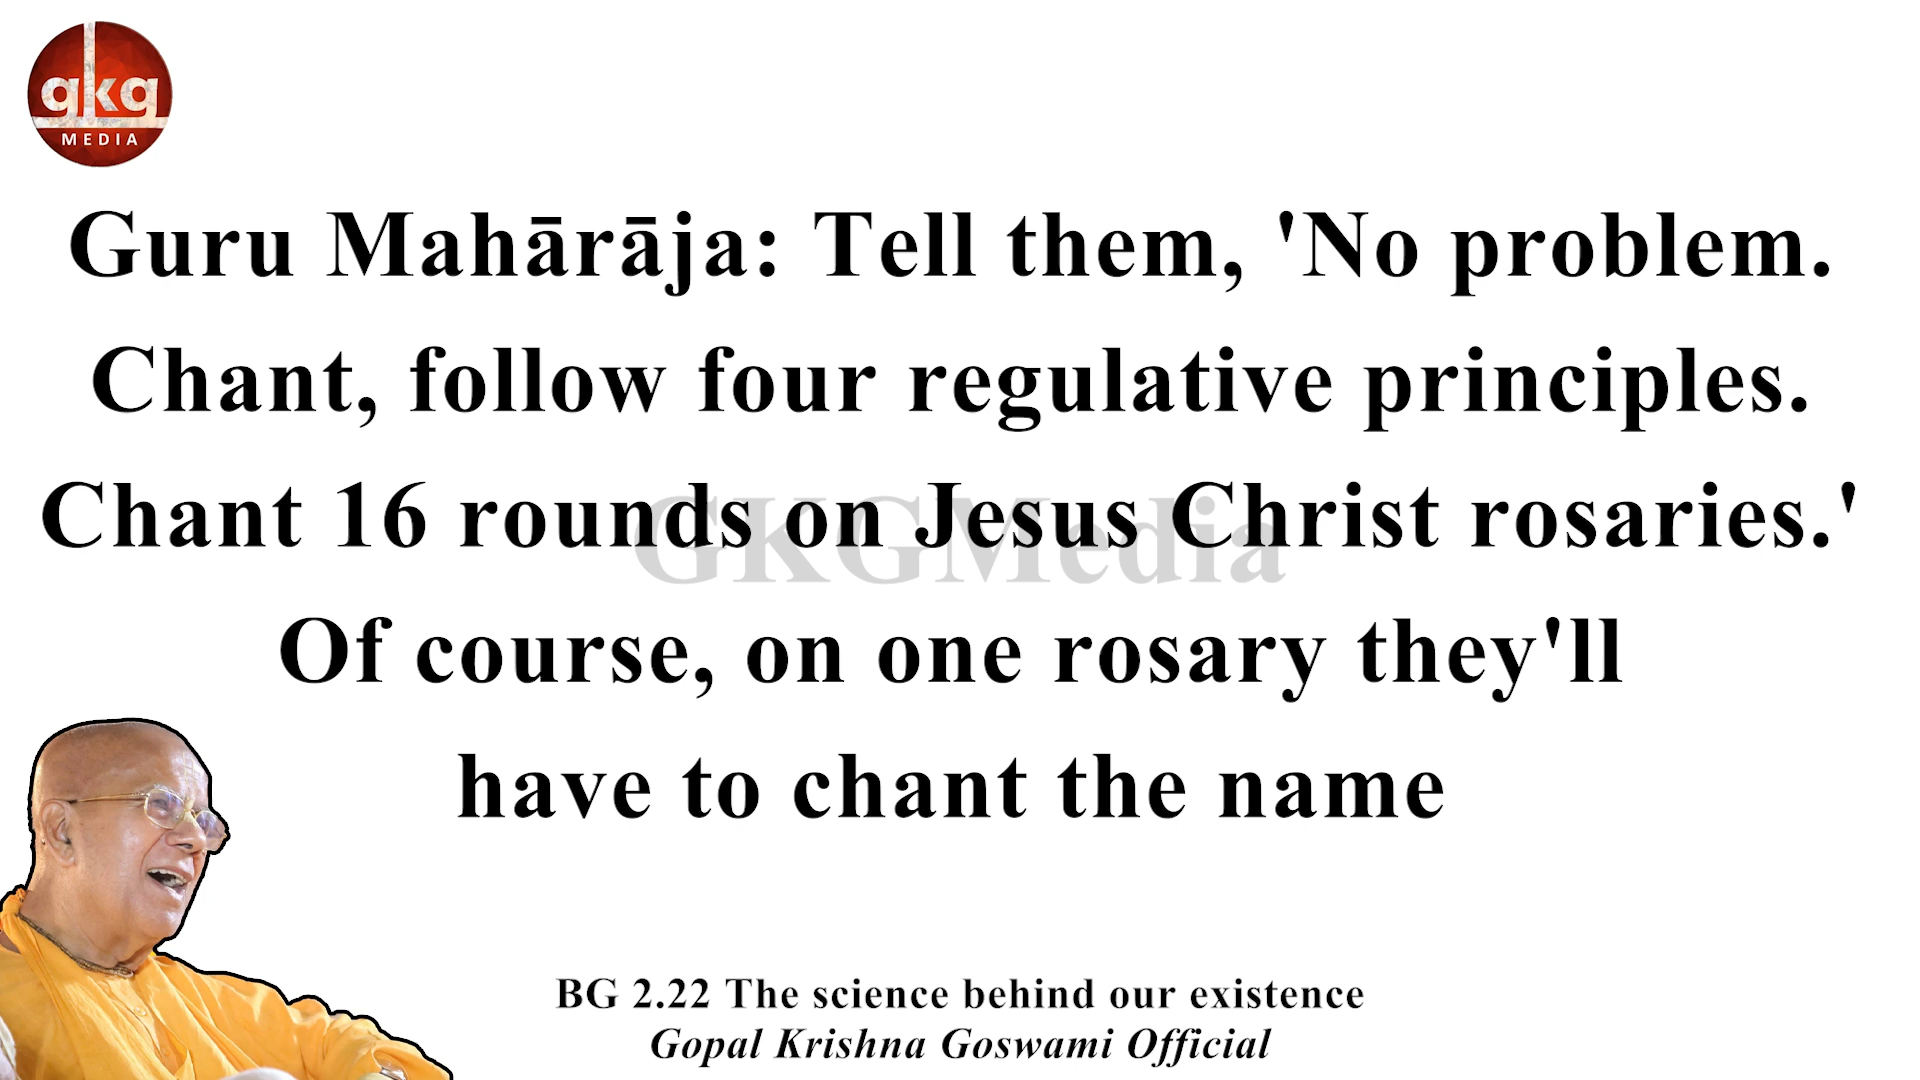 gkg
MEDIA
Guru Mahārāja: Tell them, 'No problem.
Chant, follow four regulative principles.
Chant 16 rounds on Jesus Christ rosaries.'
GKGMedia
Of course, on one rosary they'll
have to chant the name
BG 2.22 The science behind our existence
Gopal Krishna Goswami Official